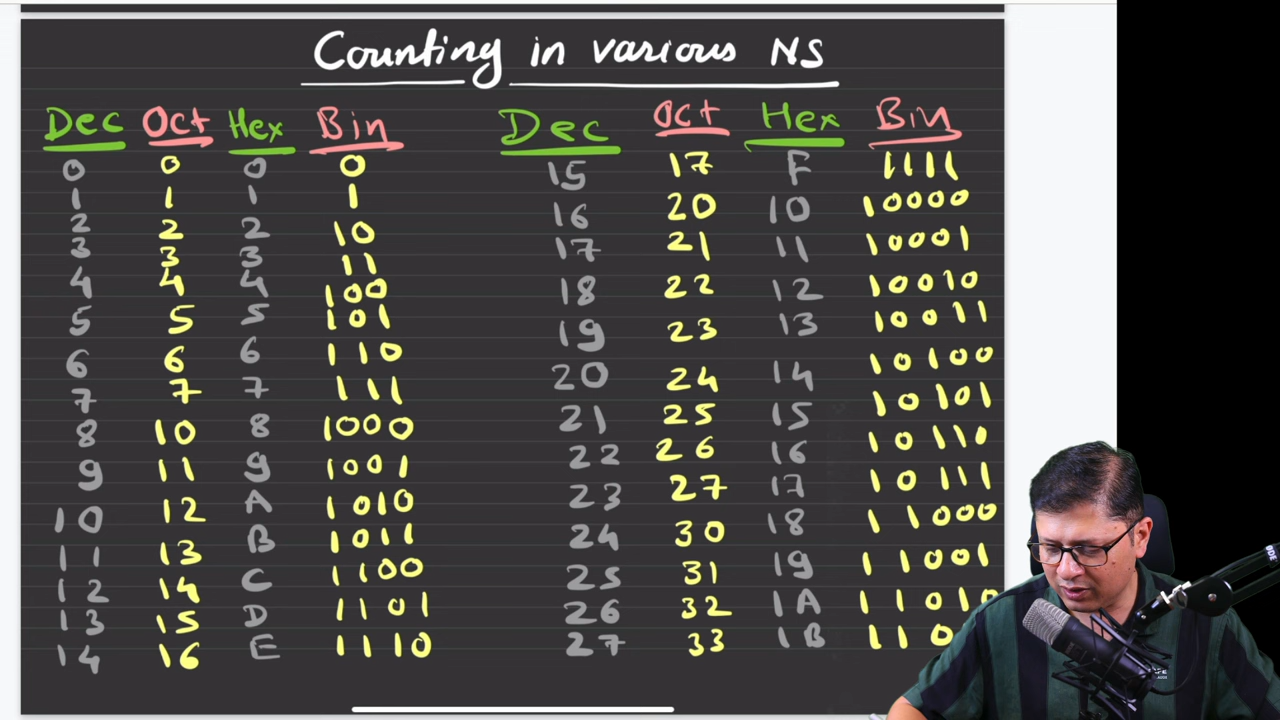 Counting in various NS
Dec Oct Hex Bin Dec Oct Hex Bin
0 0 0 0 15 17 F 1111
1 1 1 1 16 20 10 10000
2 2 2 10 17 21 11 10001
3 3 3 11 18 22 12 10010
4 4 4 100 19 23 13 10011
5 5 5 101 20 24 14 10100
6 6 6 110 21 25 15 10101
7 7 7 111 22 26 16 10110
8 10 8 1000 23 27 17 10111
9 11 9 1001 24 30 18 11000
10 12 A 1010 25 31 19 11001
11 13 B 1011 26 32 1A 11010
12 14 C 1100 27 33 1B 110
13 15 D 1101
14 16 E 1110
RØDE